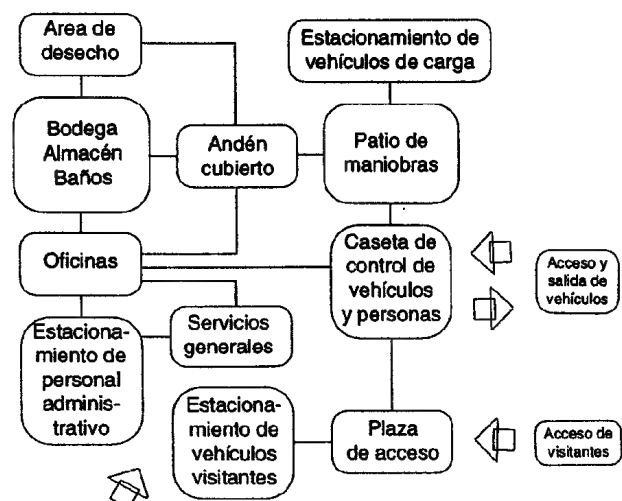 Area de
desecho
Estacionamiento de
vehículos de carga
Bodega
Almacén
Baños
Andén
cubierto
Patio de
maniobras
Oficinas
Caseta de
control de
vehículos
y personas
Acceso y
salida de
vehículos
Estaciona-
miento de
personal
adminis-
trativo
Servicios
generales
Estaciona-
miento de
vehículos
visitantes
Plaza
de acceso
Acceso de
visitantes